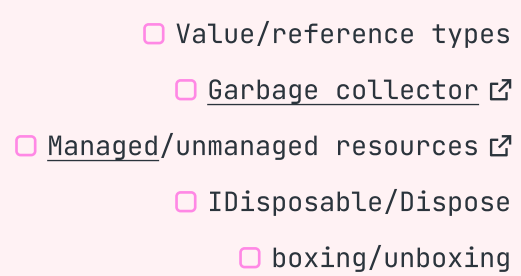 Value/reference types
Garbage collector
Managed/unmanaged resources
IDisposable/Dispose
boxing/unboxing